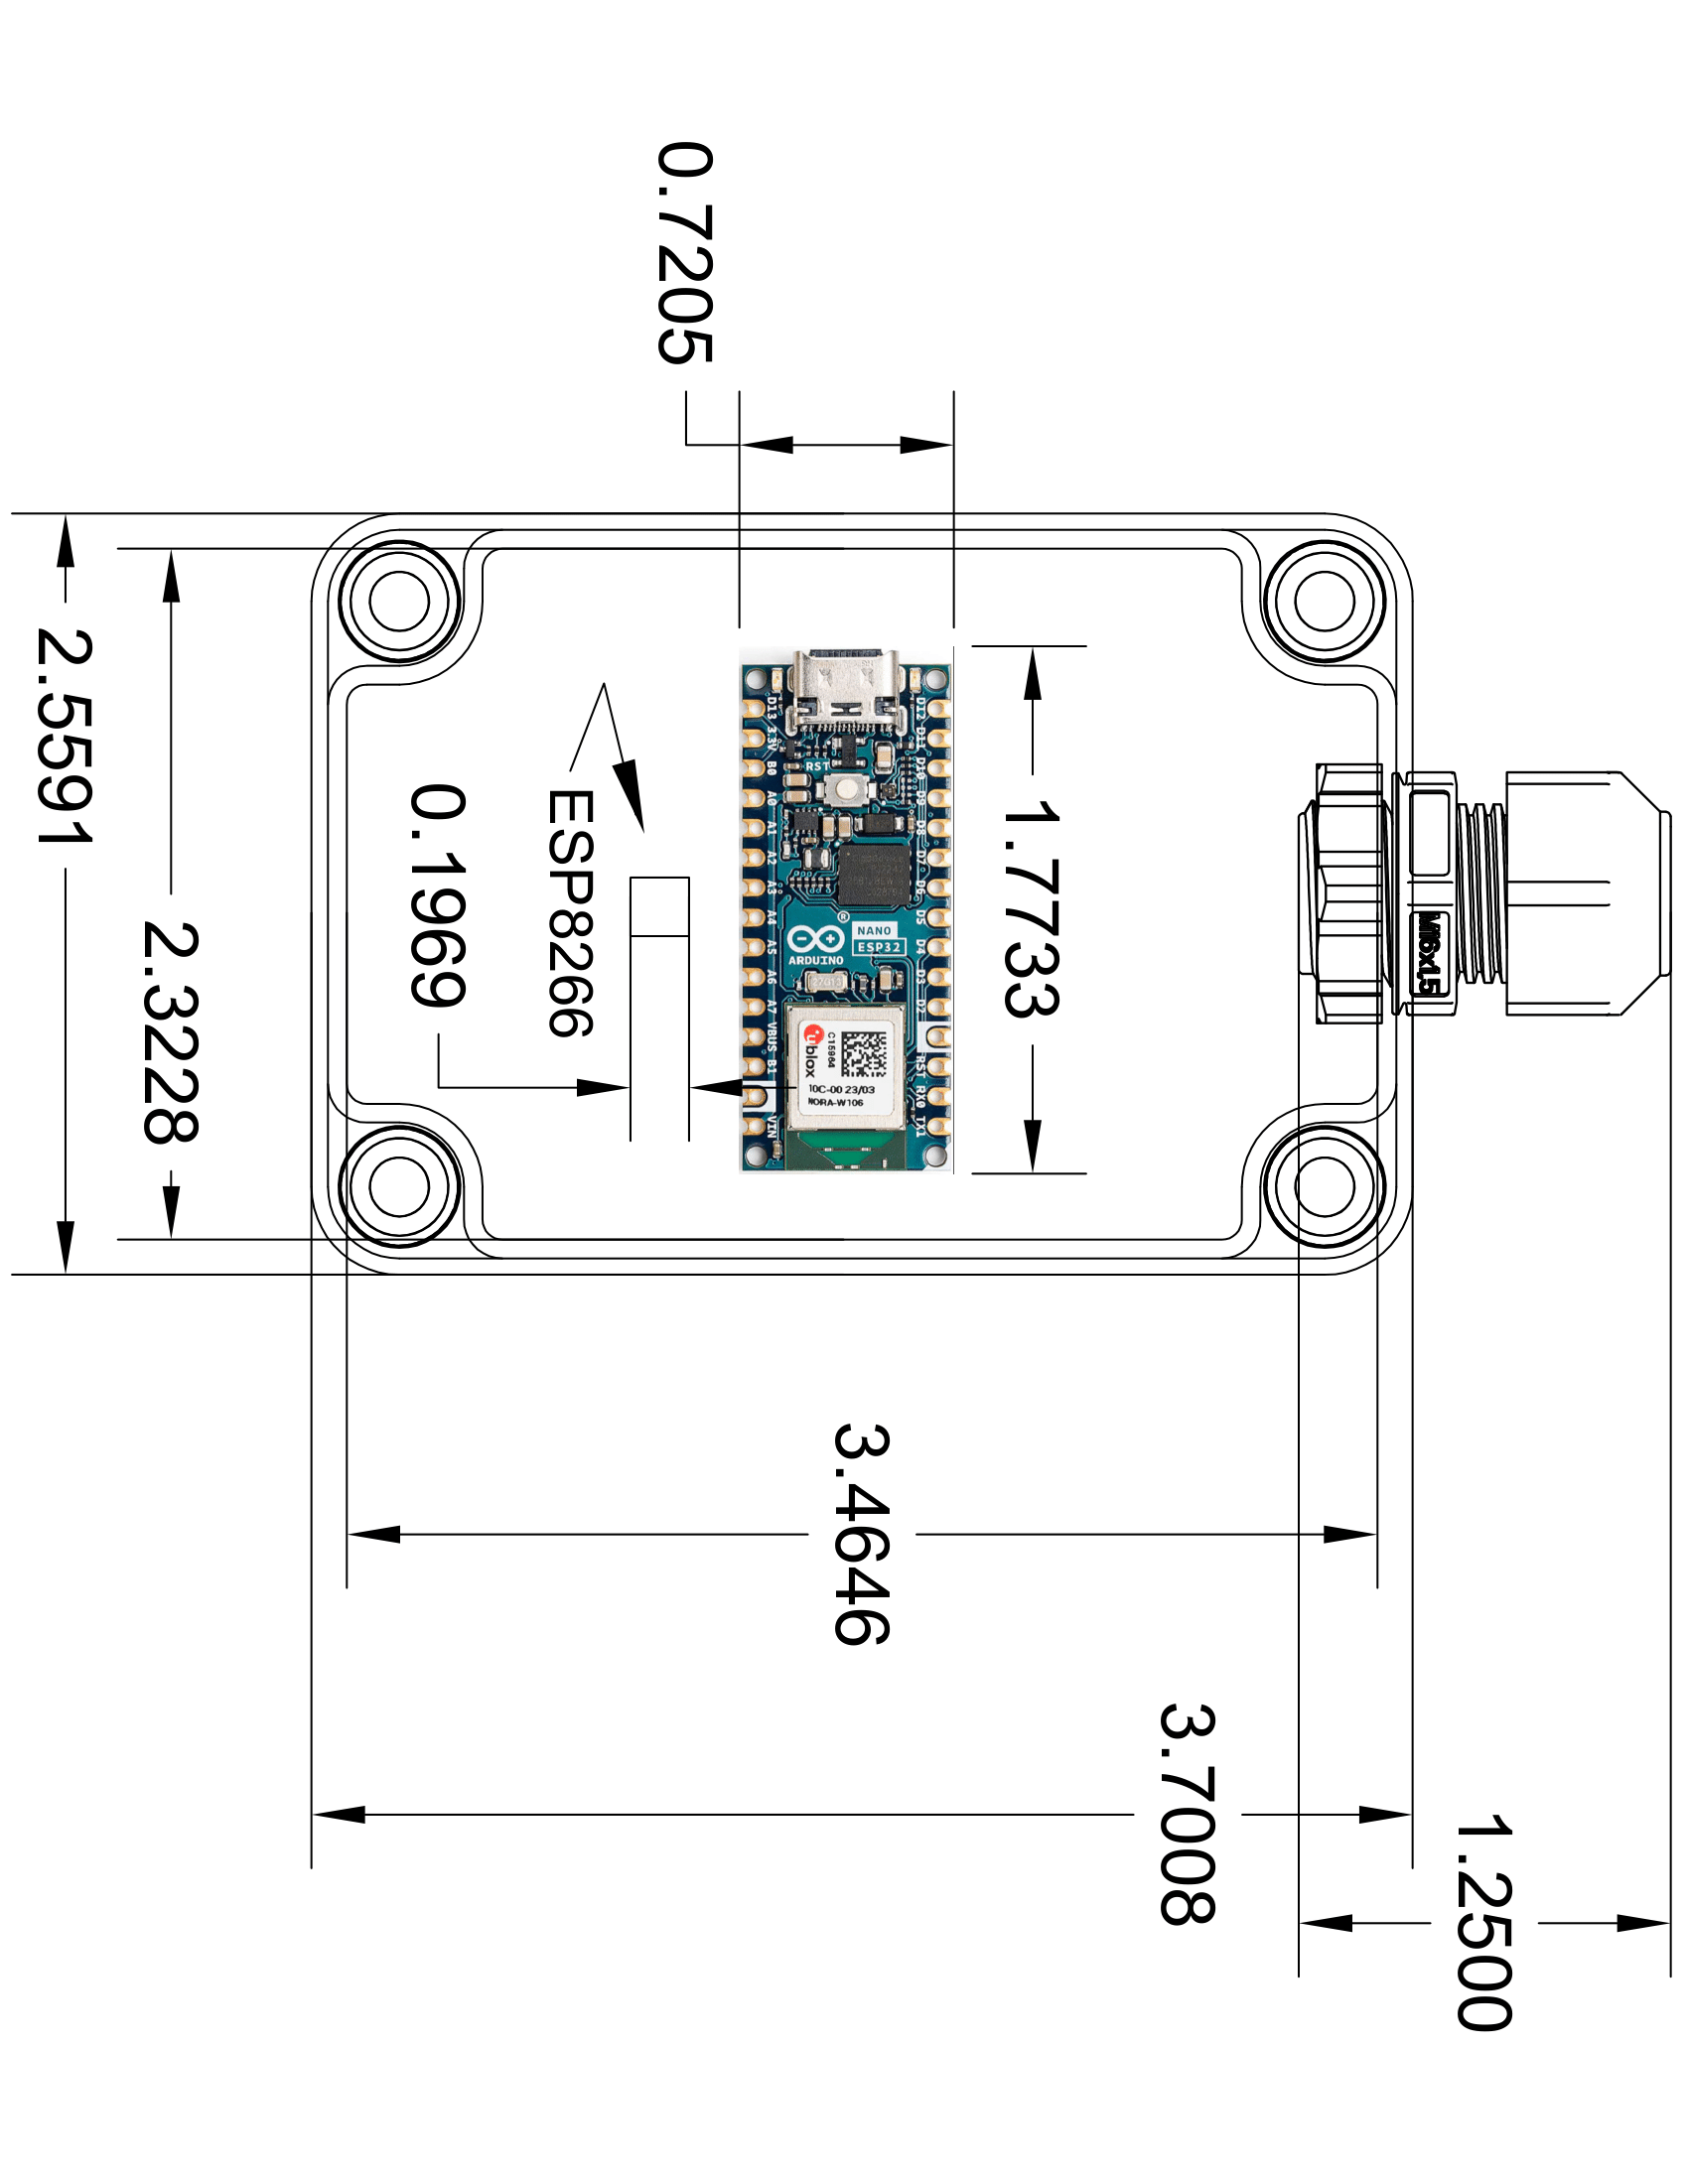 0.7205
2.5591
2.3228
0.1969
ESP8266
1.7733
M16x1,5
3.4646
3.7008
1.2500
D12
D11
D10
D9
D8
D7
D6
D5
D4
D3
D2
RST
RX0
TX1
D13
3.3V
B0
A0
A1
A2
A3
A4
A5
A6
A7
VBUS
B1
VIN
RST
®
NANO
ESP32
ARDUINO
ublox
C15964
10C-00 23/03
NORA-W106